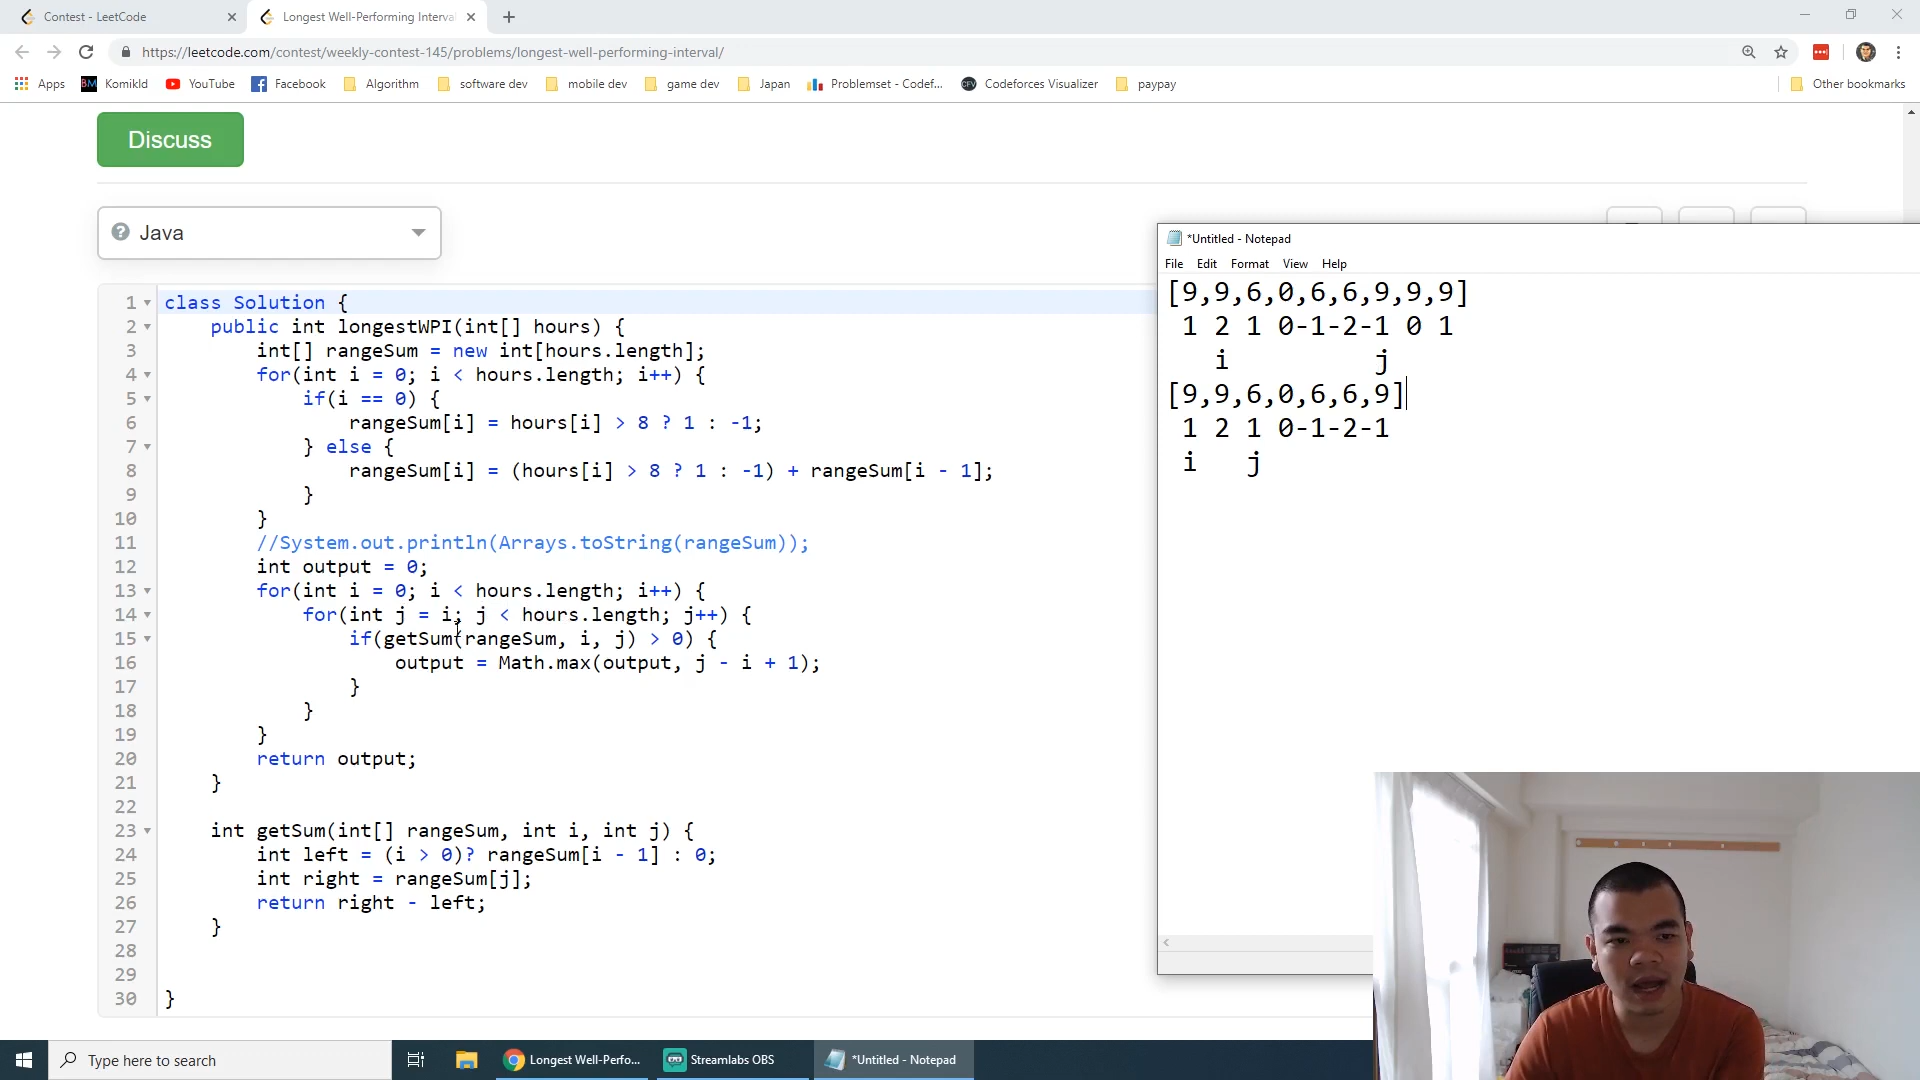 Contest - LeetCode
Longest Well-Performing Interval
https://leetcode.com/contest/weekly-contest-145/problems/longest-well-performing-interval/
Apps
BM Komikld
YouTube
Facebook
Algorithm
software dev
mobile dev
game dev
Japan
Problemset - Codef...
CFV Codeforces Visualizer
paypay
Other bookmarks
Discuss
? Java
1 class Solution {
2 public int longestWPI(int[] hours) {
3 int[] rangeSum = new int[hours.length];
4 for(int i = 0; i < hours.length; i++) {
5 if(i == 0) {
6 rangeSum[i] = hours[i] > 8 ? 1 : -1;
7 } else {
8 rangeSum[i] = (hours[i] > 8 ? 1 : -1) + rangeSum[i - 1];
9 }
10 }
11 //System.out.println(Arrays.toString(rangeSum));
12 int output = 0;
13 for(int i = 0; i < hours.length; i++) {
14 for(int j = i; j < hours.length; j++) {
15 if(getSum(rangeSum, i, j) > 0) {
16 output = Math.max(output, j - i + 1);
17 }
18 }
19 }
20 return output;
21 }
22
23 int getSum(int[] rangeSum, int i, int j) {
24 int left = (i > 0)? rangeSum[i - 1] : 0;
25 int right = rangeSum[j];
26 return right - left;
27 }
28
29
30 }
*Untitled - Notepad
File Edit Format View Help
[9,9,6,0,6,6,9,9,9]
1 2 1 0-1-2-1 0 1
i j
[9,9,6,0,6,6,9]
1 2 1 0-1-2-1
i j
Type here to search
Longest Well-Perfo...
Streamlabs OBS
*Untitled - Notepad